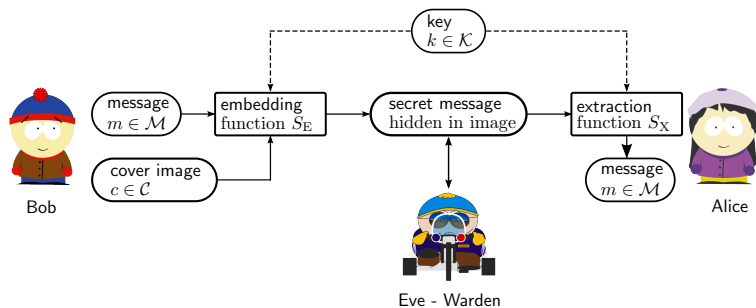 key
k ∈ K
message
m ∈ M
embedding
function S_E
secret message
hidden in image
extraction
function S_X
cover image
c ∈ C
message
m ∈ M
Bob
Alice
Eve - Warden